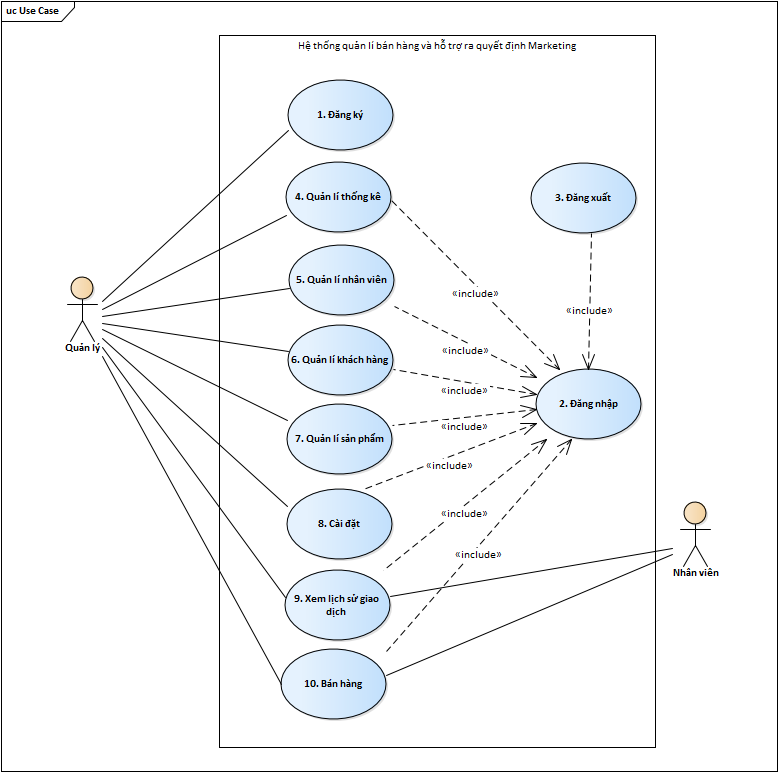 uc Use Case
Hệ thống quản lí bán hàng và hỗ trợ ra quyết định Marketing
1. Đăng ký
4. Quản lí thống kê
3. Đăng xuất
5. Quản lí nhân viên
«include»
«include»
Quản lý
6. Quản lí khách hàng
«include»
«include»
2. Đăng nhập
7. Quản lí sản phẩm
«include»
«include»
8. Cài đặt
«include»
«include»
Nhân viên
9. Xem lịch sử giao
dịch
10. Bán hàng